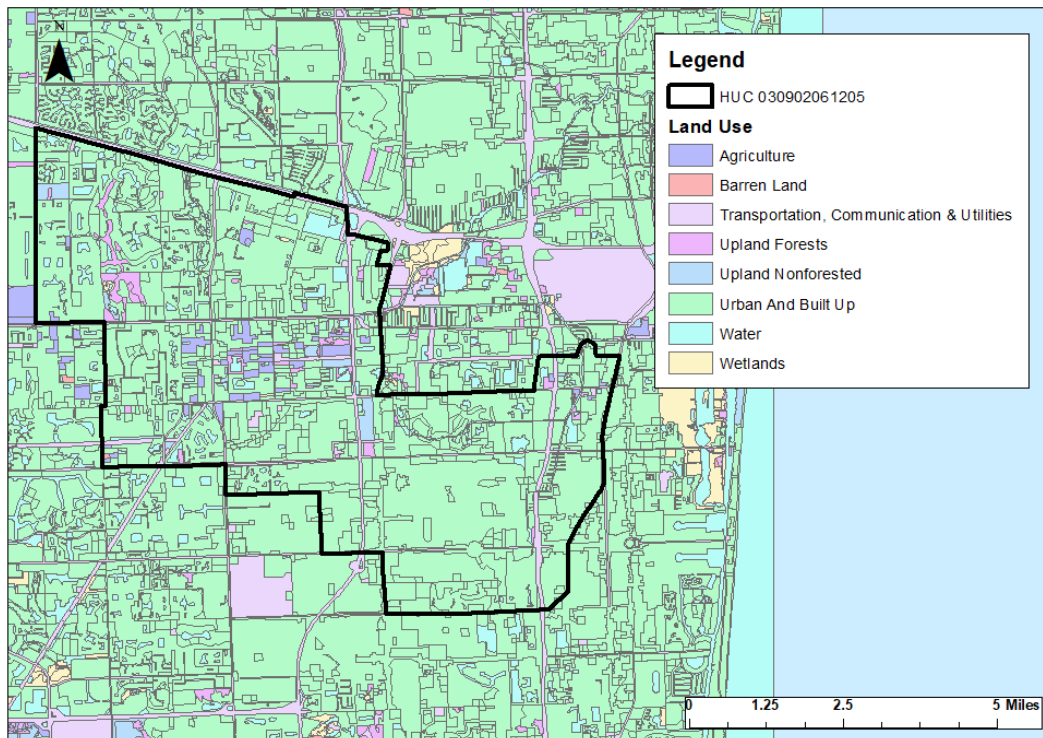 N
Legend
HUC 030902061205
Land Use
Agriculture
Barren Land
Transportation, Communication & Utilities
Upland Forests
Upland Nonforested
Urban And Built Up
Water
Wetlands
0 1.25 2.5 5 Miles